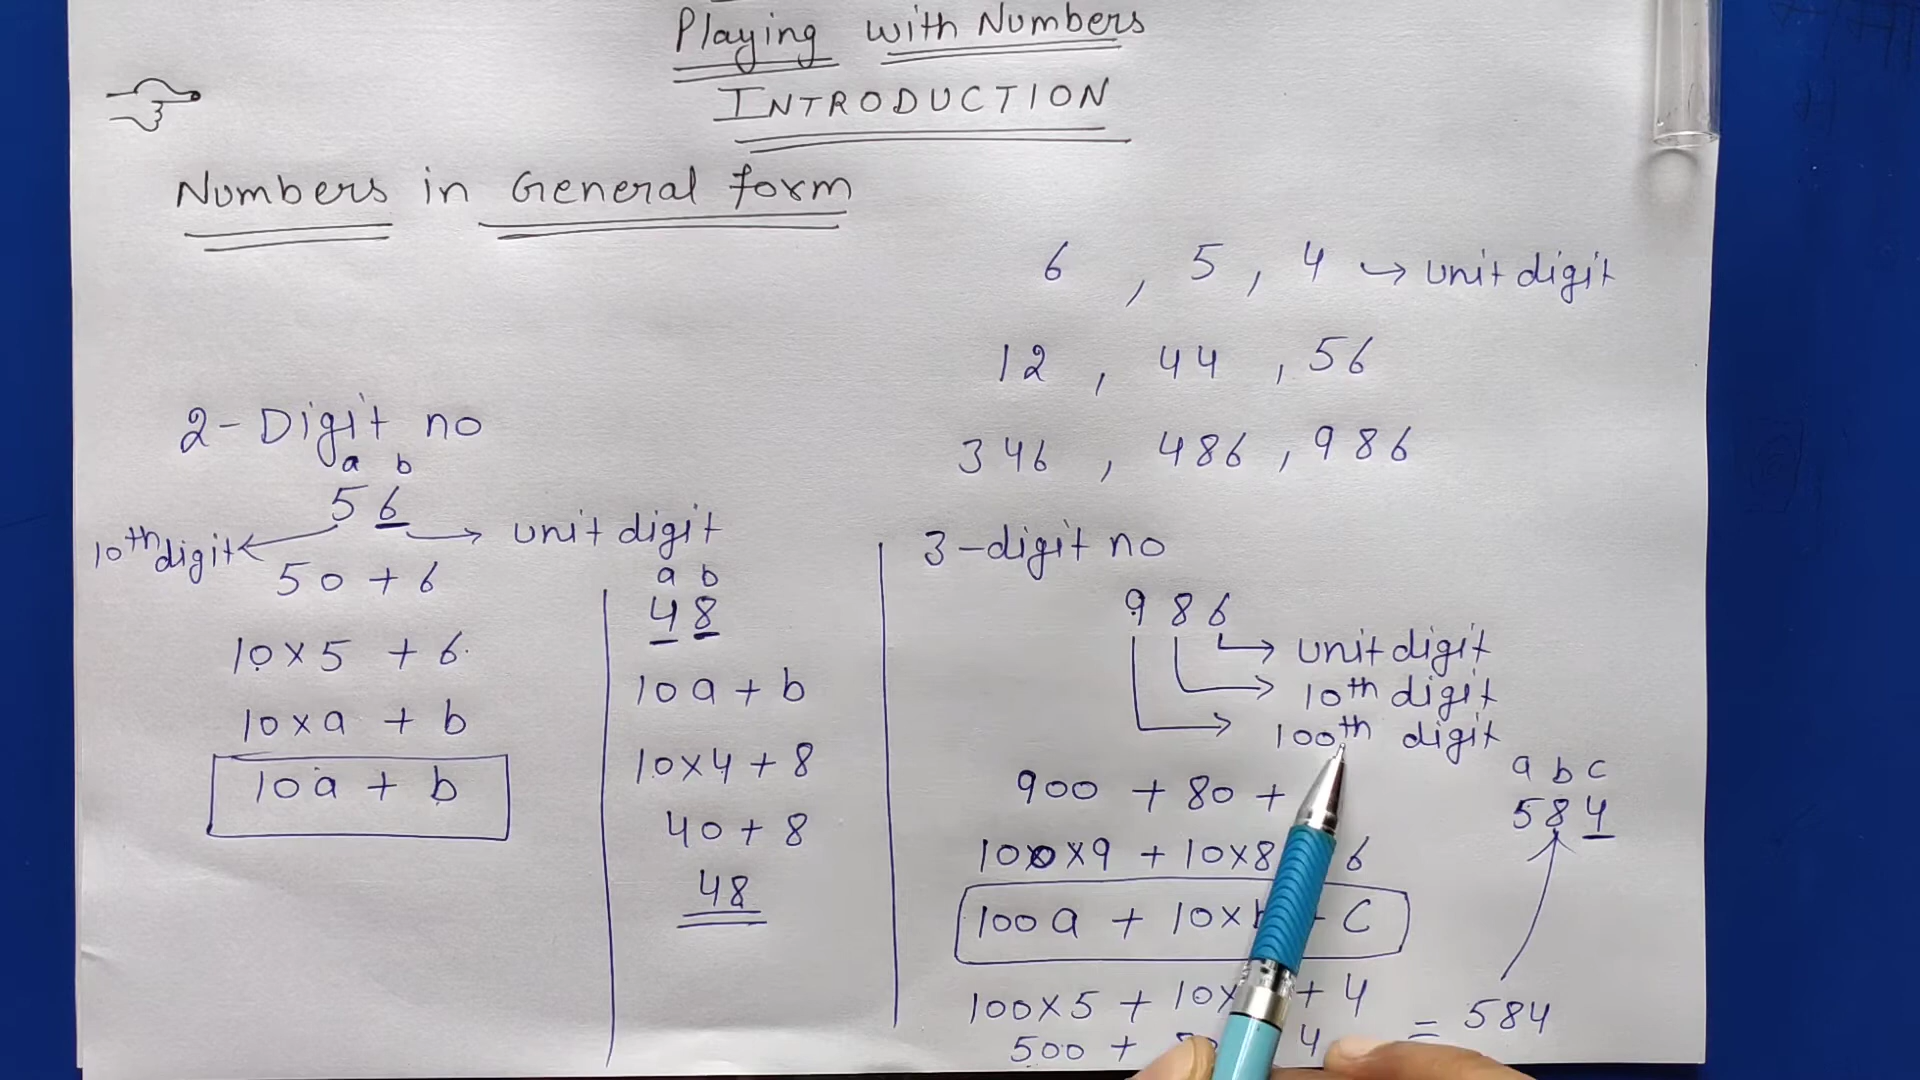 Playing with Numbers
INTRODUCTION
Numbers in General form
6 , 5 , 4 → unit digit
12 , 44 , 56
346 , 486 , 986
2-Digit no
a b
56
10th digit
unit digit
50 + 6
10×5 + 6
10×a + b
10a + b
a b
48
10a + b
10×4 + 8
40 + 8
48
3-digit no
986
unit digit
10th digit
100th digit
900 + 80 +
100×9 + 10×8 6
100a + 10× C
100×5 + 10× + 4
500 + 4
= 584
a b c
584